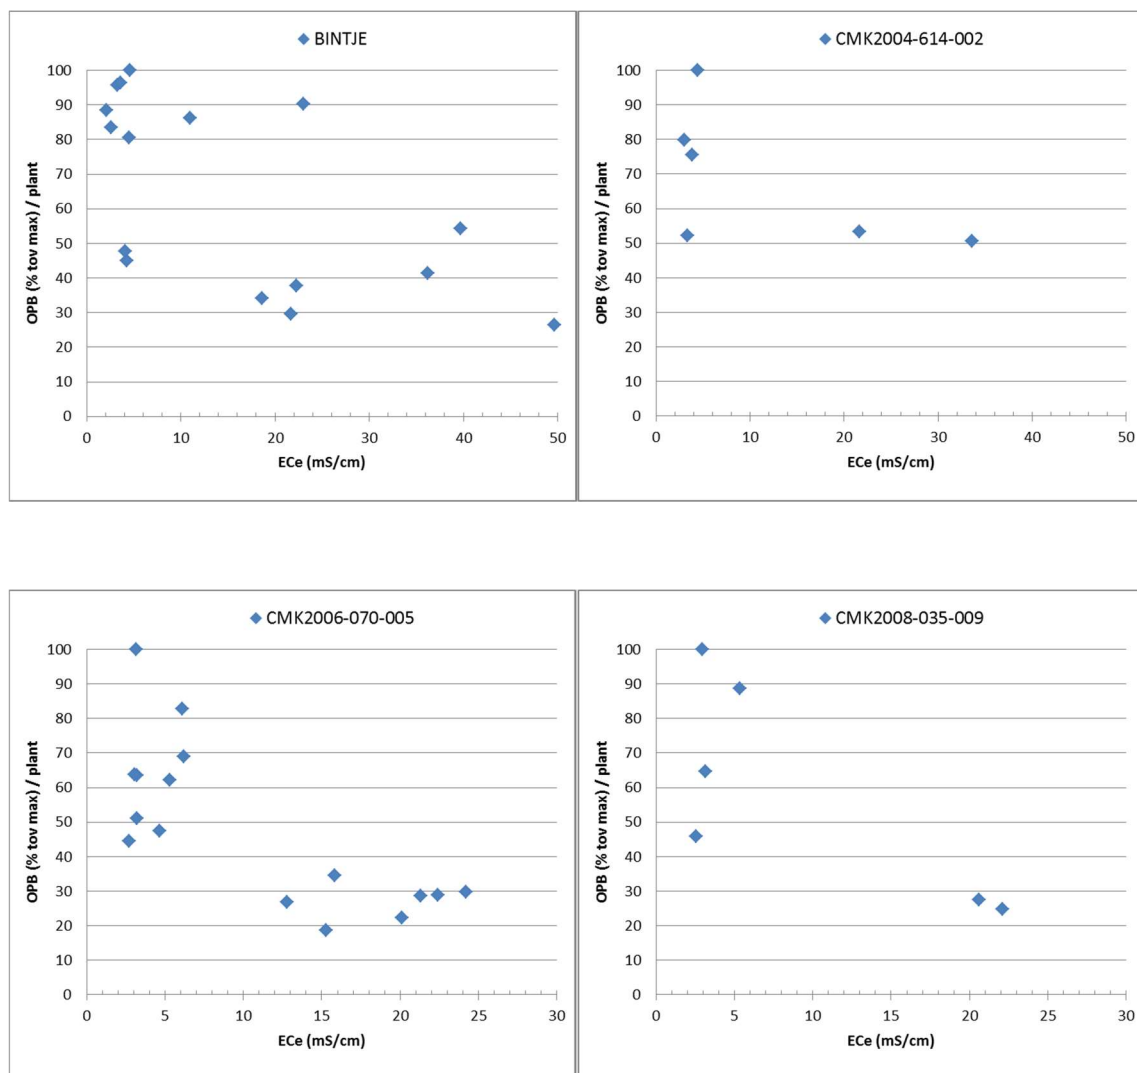 BINTJE
100
90
80
70
60
50
40
30
20
10
0
OPB (% tov max) / plant
0 10 20 30 40 50
ECe (mS/cm)
CMK2004-614-002
100
90
80
70
60
50
40
30
20
10
0
OPB (% tov max) / plant
0 10 20 30 40 50
ECe (mS/cm)
CMK2006-070-005
100
90
80
70
60
50
40
30
20
10
0
OPB (% tov max) / plant
0 5 10 15 20 25 30
ECe (mS/cm)
CMK2008-035-009
100
90
80
70
60
50
40
30
20
10
0
OPB (% tov max) / plant
0 5 10 15 20 25 30
ECe (mS/cm)